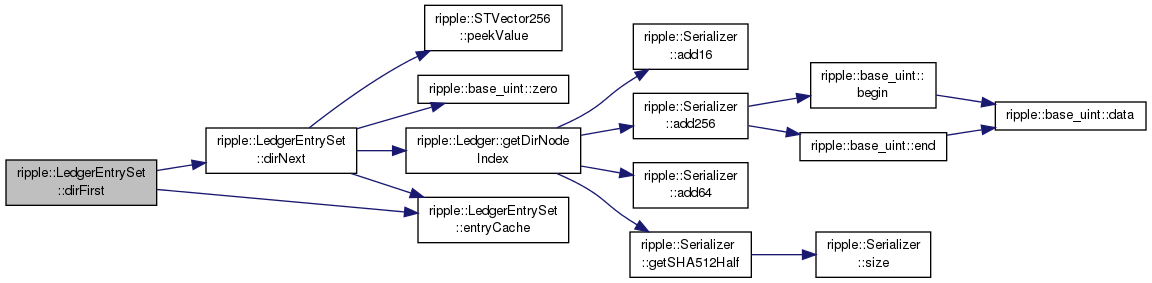 ripple::LedgerEntrySet
::dirFirst
ripple::LedgerEntrySet
::dirNext
ripple::STVector256
::peekValue
ripple::base_uint::zero
ripple::Ledger::getDirNode
Index
ripple::LedgerEntrySet
::entryCache
ripple::Serializer
::add16
ripple::Serializer
::add256
ripple::Serializer
::add64
ripple::Serializer
::getSHA512Half
ripple::base_uint::
begin
ripple::base_uint::end
ripple::Serializer
::size
ripple::base_uint::data